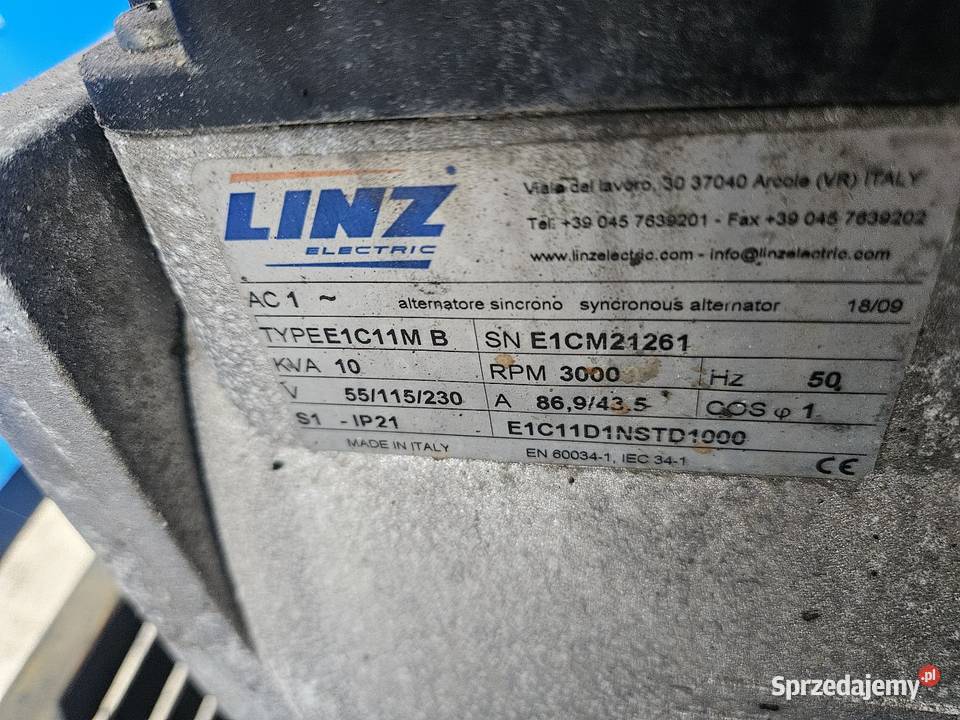 LINZ
ELECTRIC
Viale del lavoro, 30 37040 Arcole (VR) ITALY
Tel: +39 045 7639201 - Fax +39 045 7639202
www.linzelectric.com - info@linzelectric.com
AC 1 ~ alternatore sincrono syncronous alternator 18/09
TYPE E1C11M B SN E1CM21261
KVA 10 RPM 3000 Hz 50
V 55/115/230 A 86,9/43,5 COS φ 1
S1 - IP21 E1C11D1NSTD1000
MADE IN ITALY EN 60034-1, IEC 34-1 CE
Sprzedajemy.pl